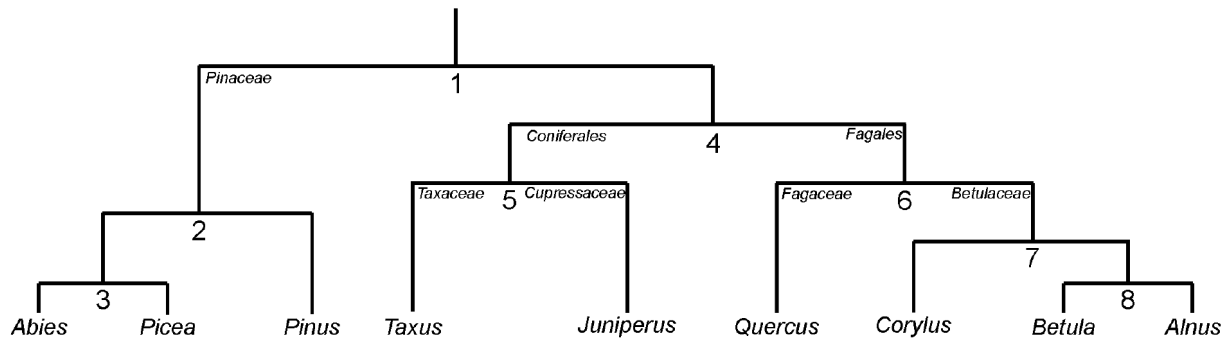 Pinaceae
1
Coniferales
4
Fagales
Taxaceae
5
Cupressaceae
Fagaceae
6
Betulaceae
2
7
3
8
Abies Picea Pinus Taxus Juniperus Quercus Corylus Betula Alnus